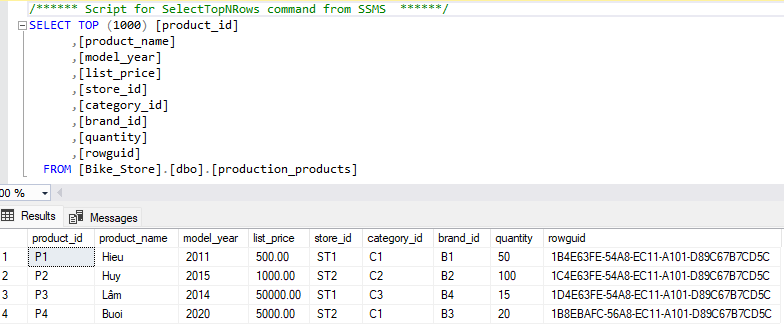 /****** Script for SelectTopNRows command from SSMS  ******/
SELECT TOP (1000) [product_id]
,[product_name]
,[model_year]
,[list_price]
,[store_id]
,[category_id]
,[brand_id]
,[quantity]
,[rowguid]
FROM [Bike_Store].[dbo].[production_products]
00 %
Results Messages
product_id product_name model_year list_price store_id category_id brand_id quantity rowguid
1 P1 Hieu 2011 500.00 ST1 C1 B1 50 1B4E63FE-54A8-EC11-A101-D89C67B7CD5C
2 P2 Huy 2015 1000.00 ST2 C2 B2 100 1C4E63FE-54A8-EC11-A101-D89C67B7CD5C
3 P3 Lâm 2014 50000.00 ST1 C3 B4 15 1D4E63FE-54A8-EC11-A101-D89C67B7CD5C
4 P4 Buoi 2020 5000.00 ST2 C1 B3 20 1B8EBAFC-56A8-EC11-A101-D89C67B7CD5C